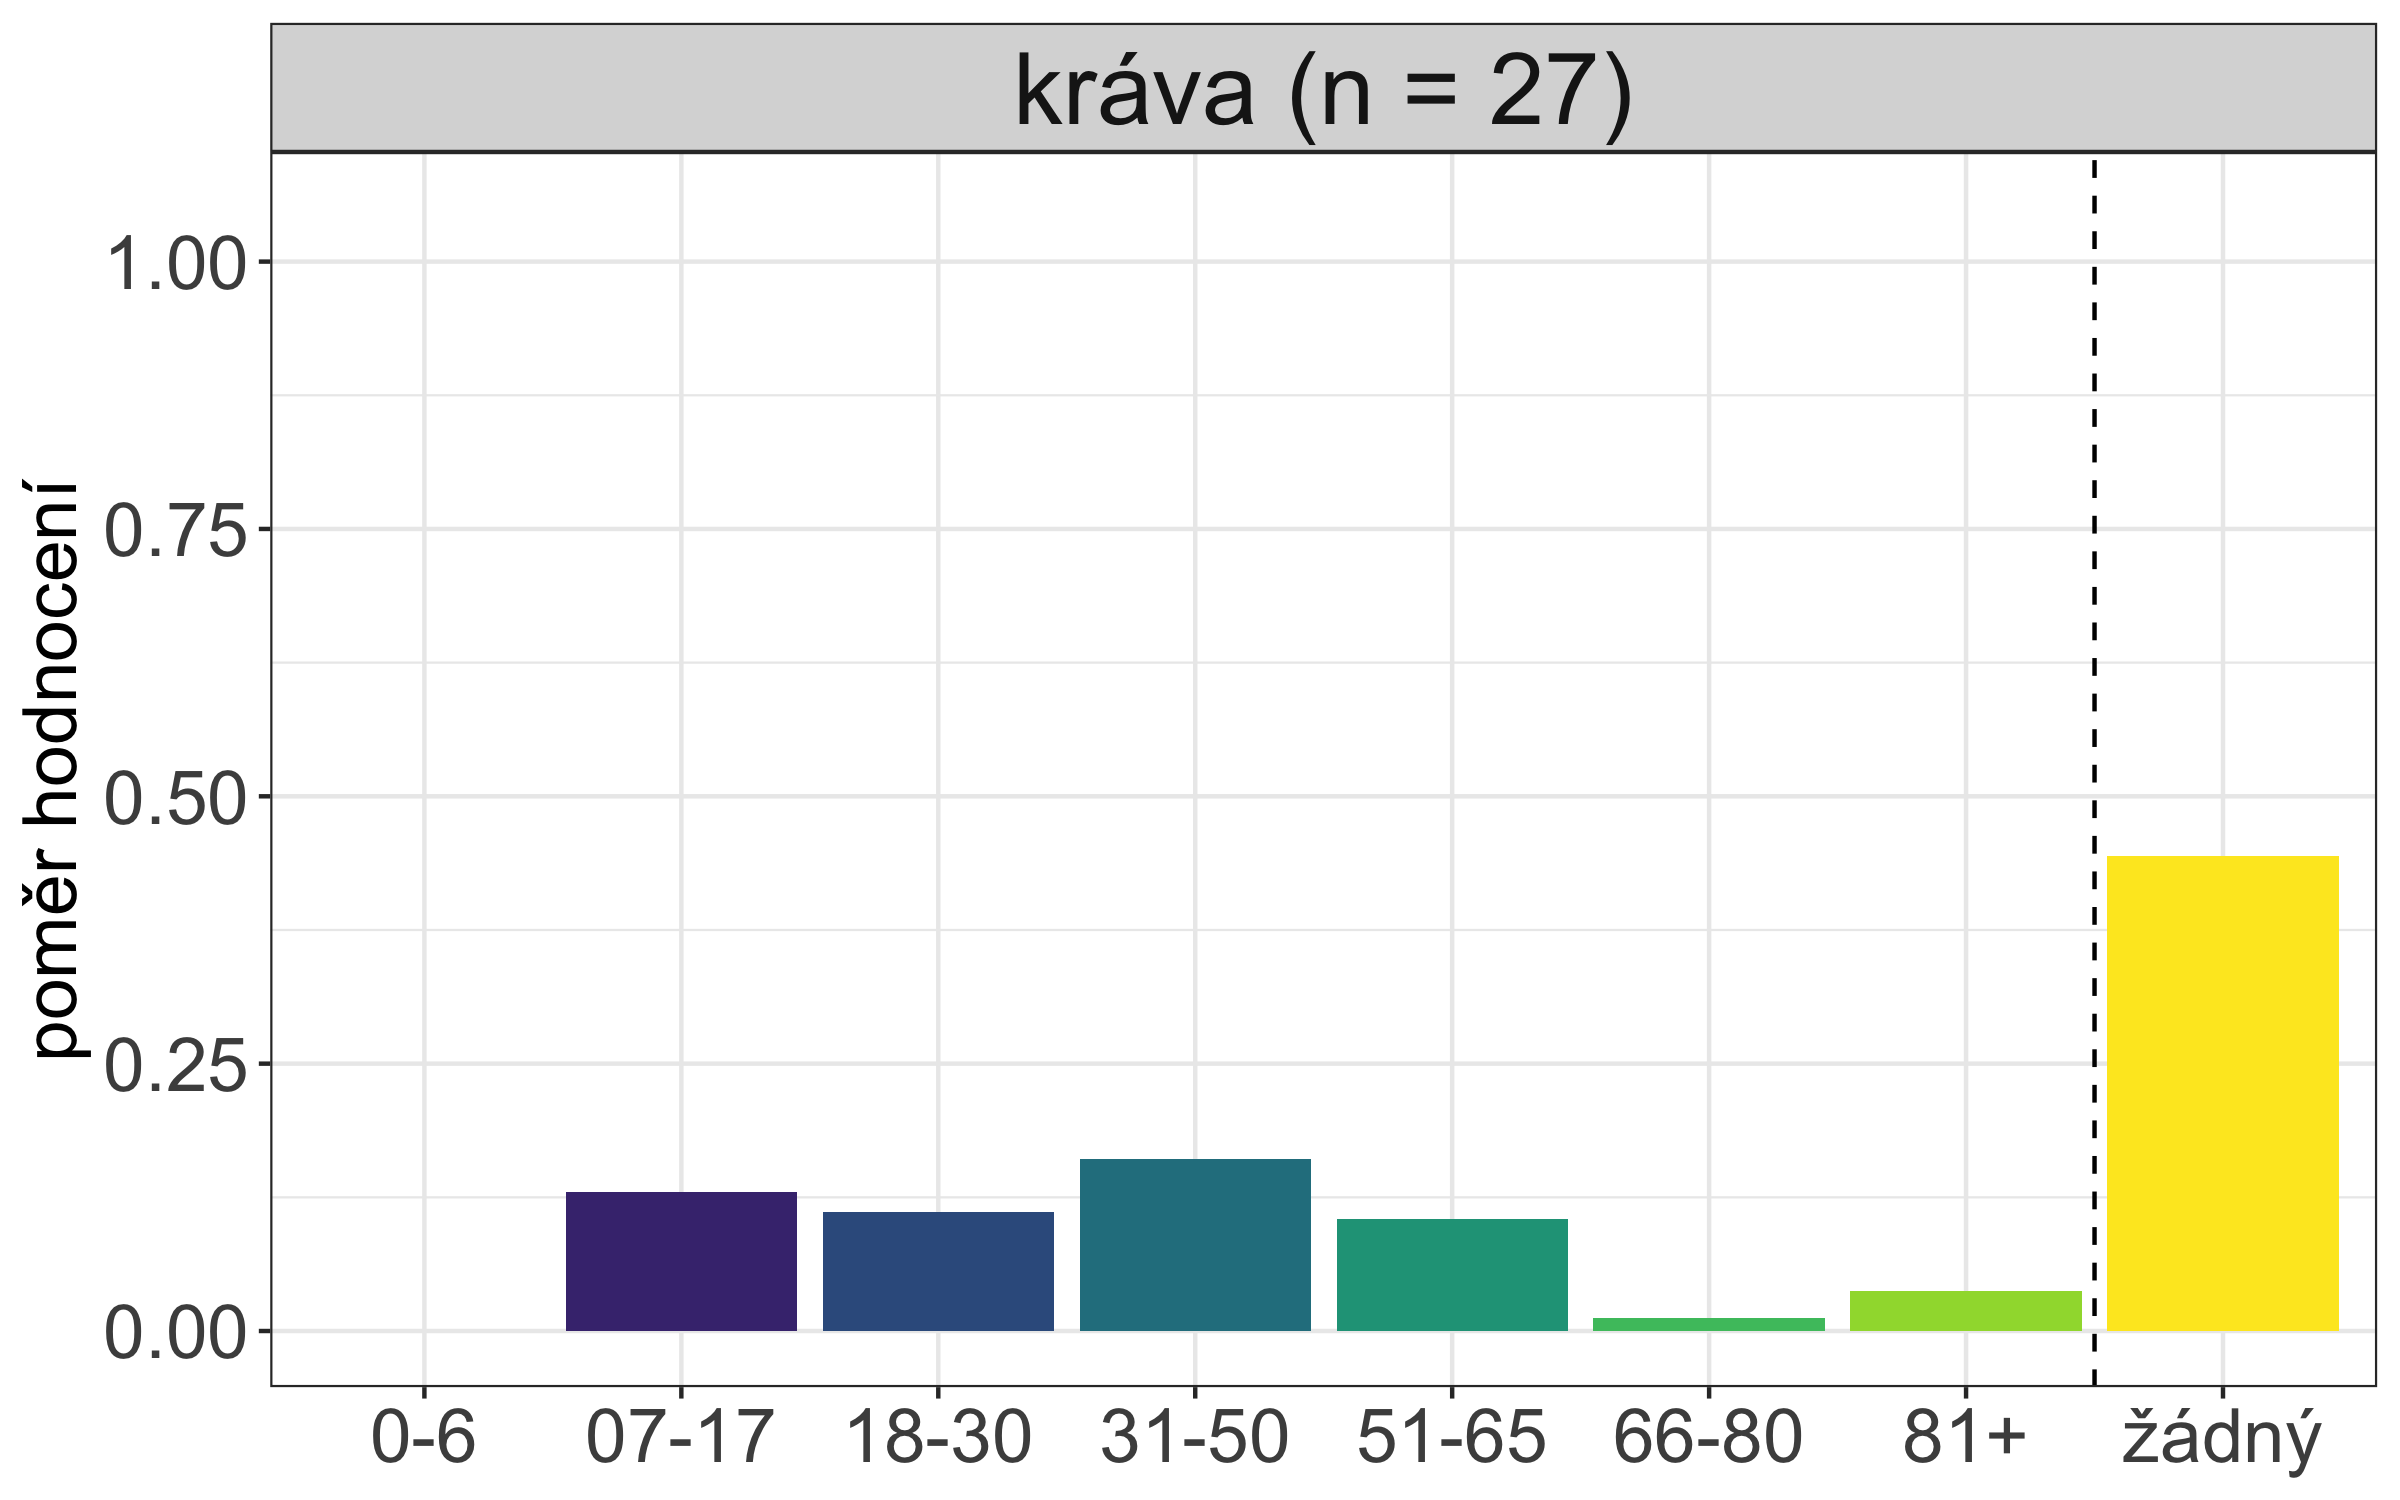 kráva (n = 27)
poměr hodnocení
1.00
0.75
0.50
0.25
0.00
0-6 07-17 18-30 31-50 51-65 66-80 81+ žádný